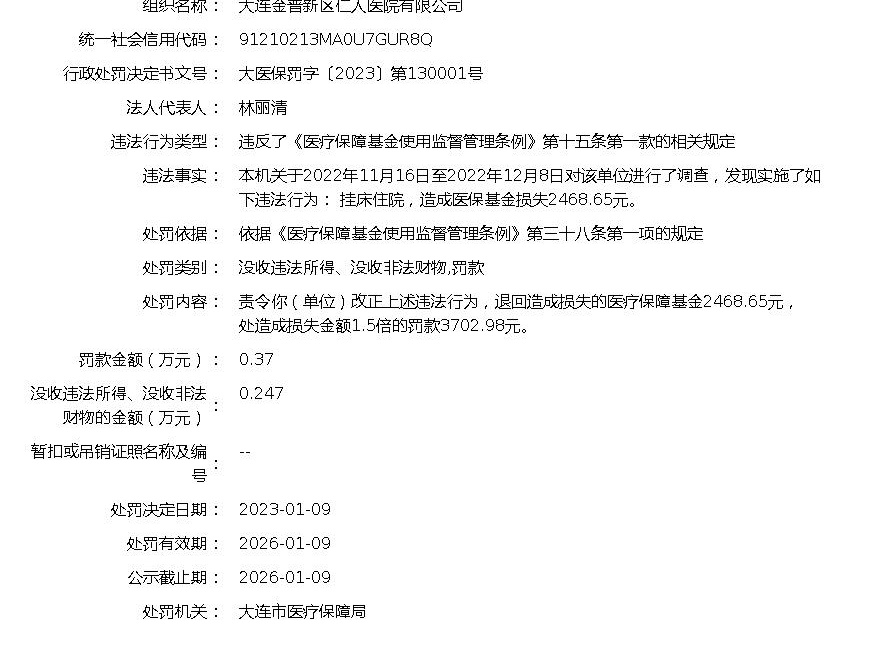 组织名称： 大连金普新区仁人医院有限公司
统一社会信用代码： 91210213MA0U7GUR8Q
行政处罚决定书文号： 大医保罚字〔2023〕第130001号
法人代表人： 林丽清
违法行为类型： 违反了《医疗保障基金使用监督管理条例》第十五条第一款的相关规定
违法事实： 本机关于2022年11月16日至2022年12月8日对该单位进行了调查，发现实施了如
下违法行为： 挂床住院，造成医保基金损失2468.65元。
处罚依据： 依据《医疗保障基金使用监督管理条例》第三十八条第一项的规定
处罚类别： 没收违法所得、没收非法财物,罚款
处罚内容： 责令你（单位）改正上述违法行为，退回造成损失的医疗保障基金2468.65元，
处造成损失金额1.5倍的罚款3702.98元。
罚款金额（万元）： 0.37
没收违法所得、没收非法
财物的金额（万元）： 0.247
暂扣或吊销证照名称及编
号： --
处罚决定日期： 2023-01-09
处罚有效期： 2026-01-09
公示截止期： 2026-01-09
处罚机关： 大连市医疗保障局